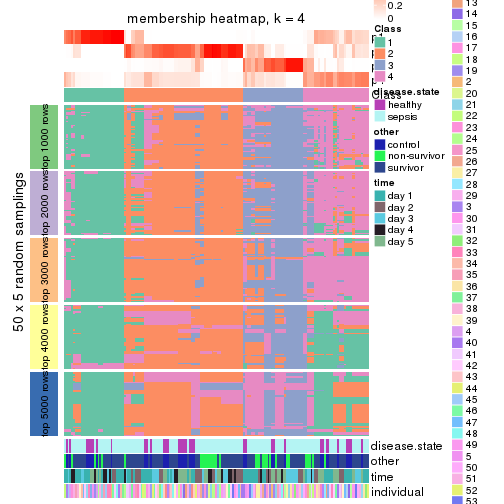 membership heatmap, k = 4
50 x 5 random samplings
top 1000 rows
top 2000 rows
top 3000 rows
top 4000 rows
top 5000 rows
Class
disease.state
other
time
individual
0.2
0
Class
1
2
3
4
disease.state
healthy
sepsis
other
control
non-survivor
survivor
time
day 1
day 2
day 3
day 4
day 5
13
14
15
16
17
18
19
2
20
21
22
23
24
25
26
27
28
29
3
30
31
32
33
34
35
36
37
38
39
4
40
41
42
43
44
45
46
47
48
49
5
50
51
52
53